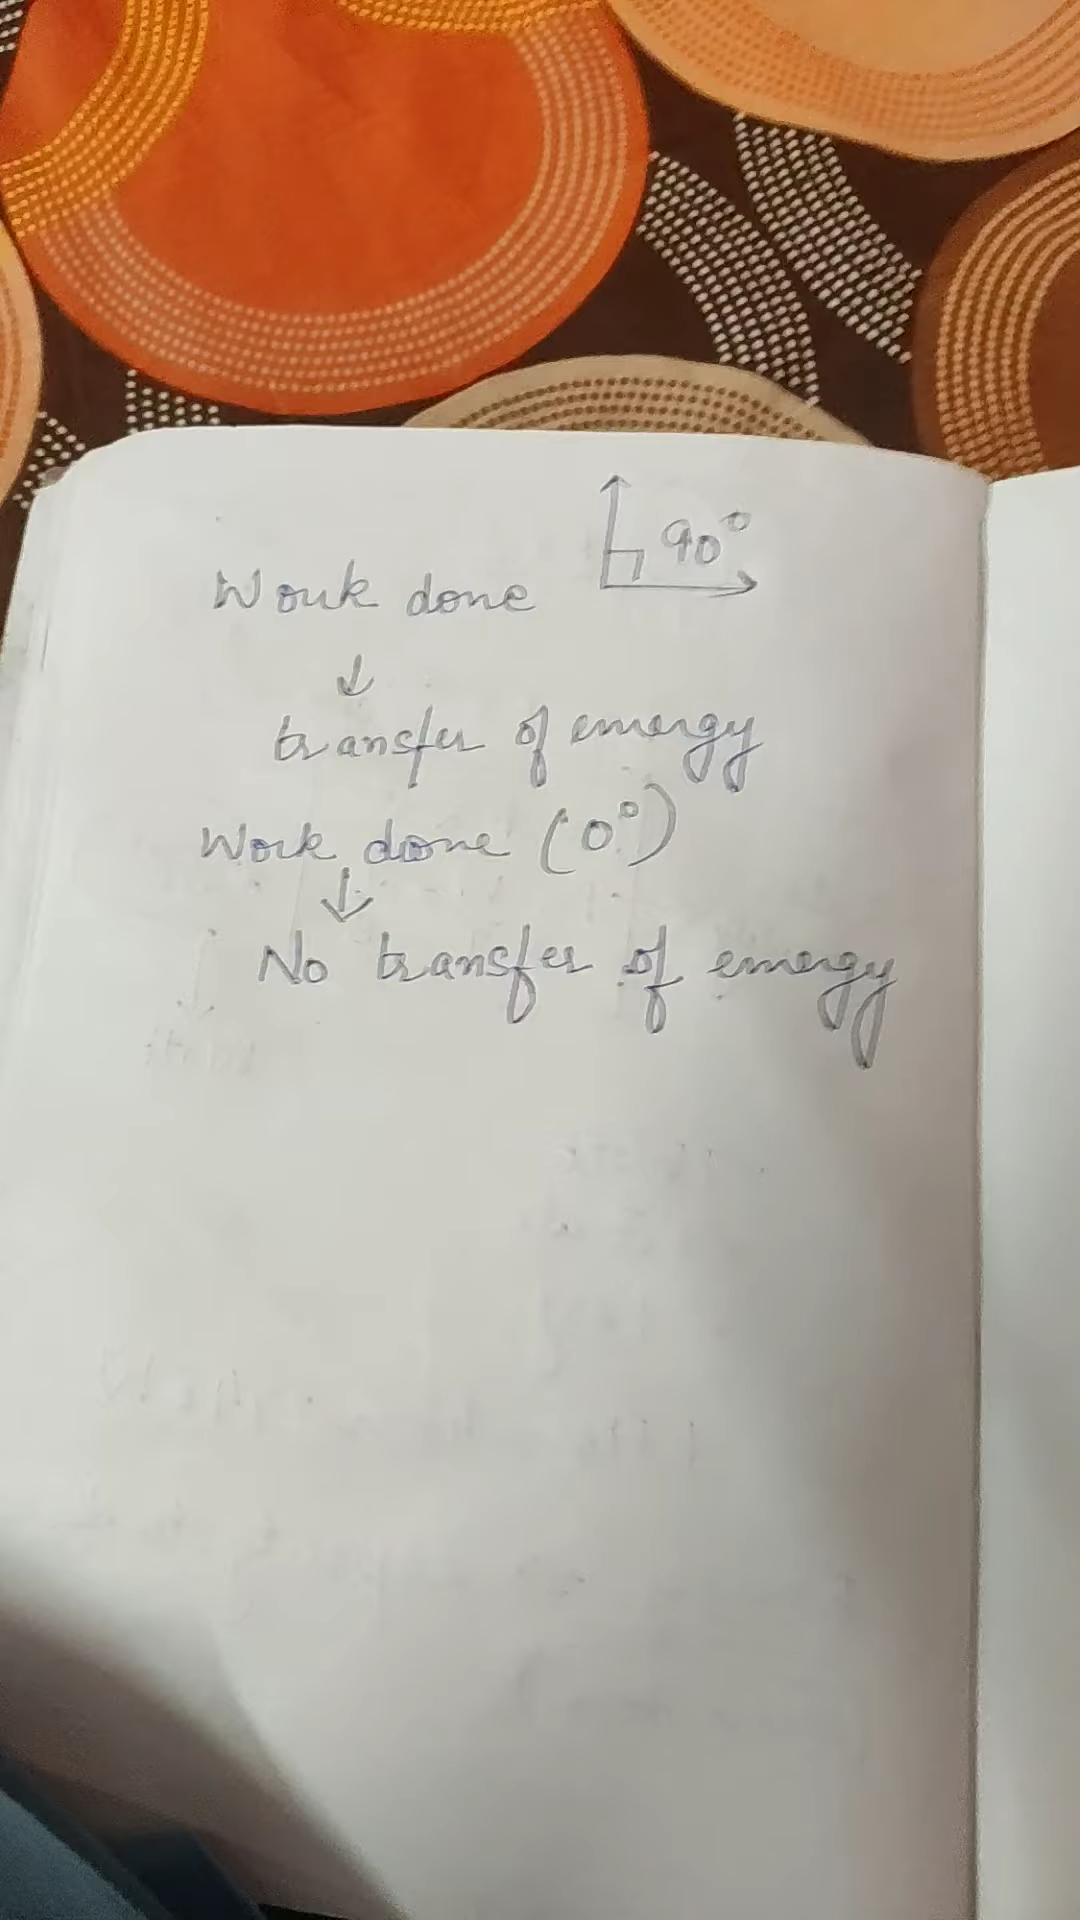 90°
Work done
↓
transfer of energy
Work done (0°)
↓
No transfer of energy